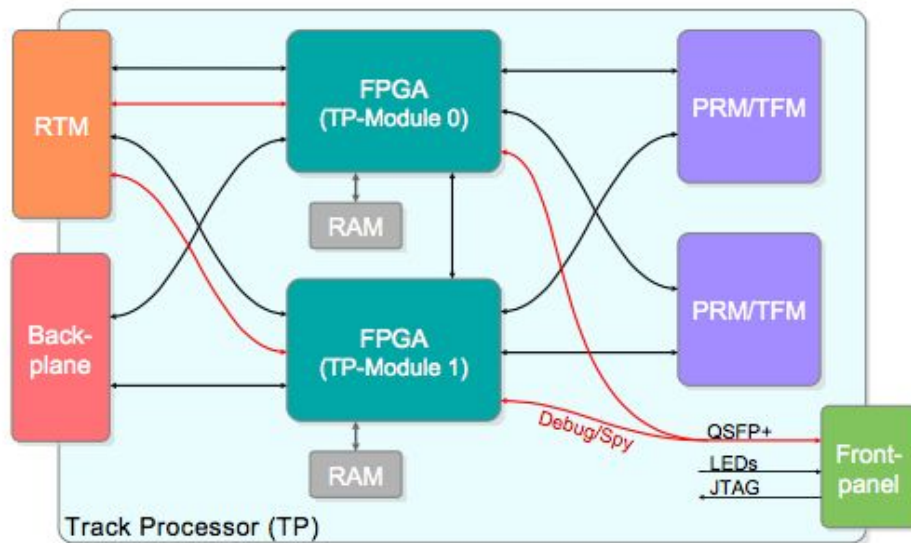 RTM
FPGA
(TP-Module 0)
PRM/TFM
RAM
Back-
plane
FPGA
(TP-Module 1)
PRM/TFM
RAM
Debug/Spy
QSFP+
LEDs
JTAG
Front-
panel
Track Processor (TP)